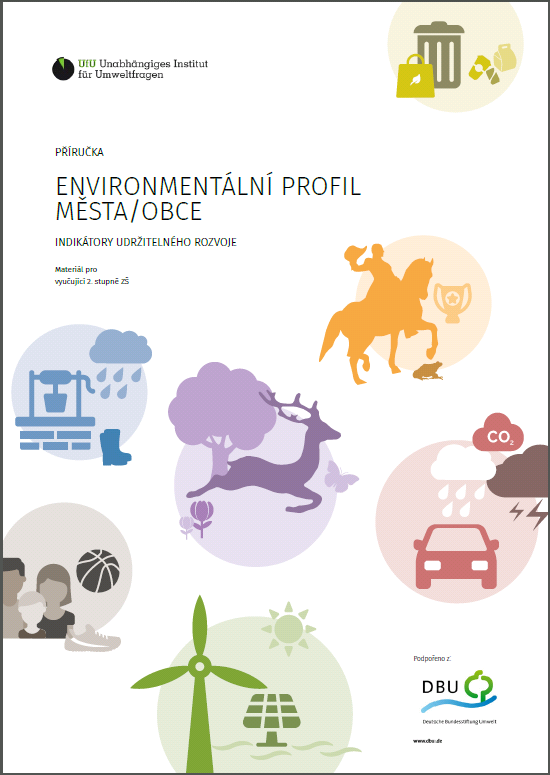 UfU Unabhängiges Institut
für Umweltfragen
PŘÍRUČKA
ENVIRONMENTÁLNÍ PROFIL
MĚSTA/OBCE
INDIKÁTORY UDRŽITELNÉHO ROZVOJE
Materiál pro
vyučující 2. stupně ZŠ
CO2
Podpořeno z:
DBU
Deutsche Bundesstiftung Umwelt
www.dbu.de